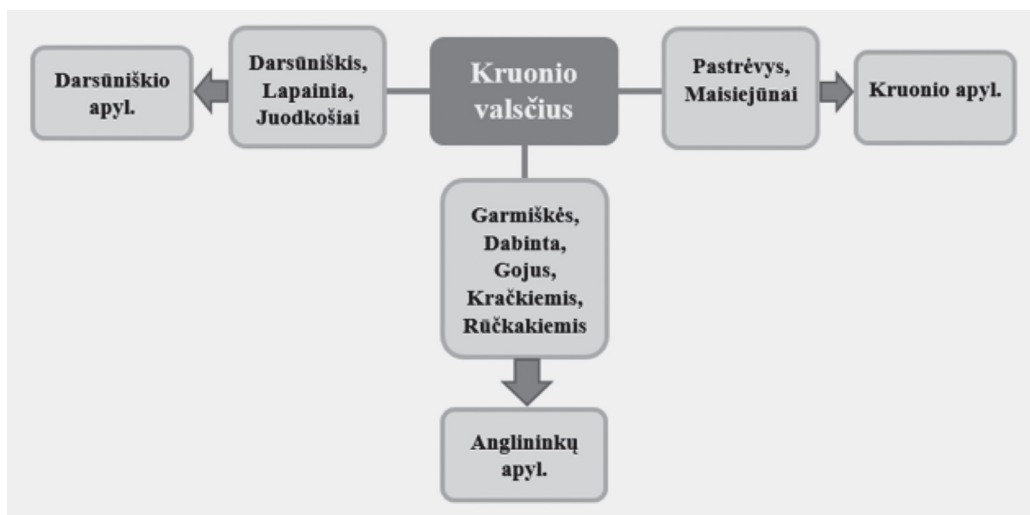 Darsūniškio
apyl.
Darsūniškis,
Lapainia,
Juodkošiai
Kruonio
valsčius
Pastrėvys,
Maisiejūnai
Kruonio apyl.
Garmiškės,
Dabinta,
Gojus,
Kračkiemis,
Rūčkakiemis
Anglininkų
apyl.